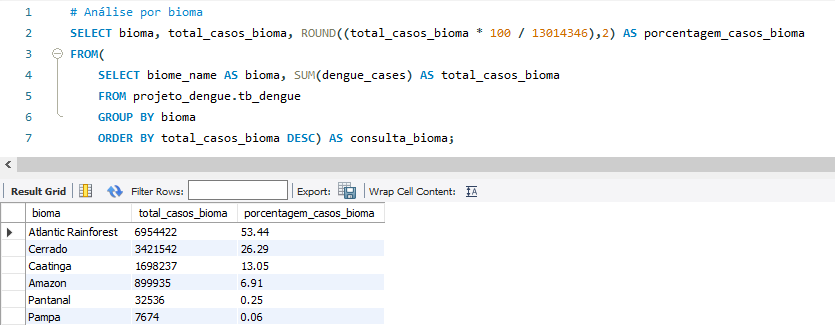 1 # Análise por bioma
2 SELECT bioma, total_casos_bioma, ROUND((total_casos_bioma * 100 / 13014346),2) AS porcentagem_casos_bioma
3 FROM(
4 SELECT biome_name AS bioma, SUM(dengue_cases) AS total_casos_bioma
5 FROM projeto_dengue.tb_dengue
6 GROUP BY bioma
7 ORDER BY total_casos_bioma DESC) AS consulta_bioma;
Result Grid Filter Rows: Export: Wrap Cell Content:
bioma total_casos_bioma porcentagem_casos_bioma
Atlantic Rainforest 6954422 53.44
Cerrado 3421542 26.29
Caatinga 1698237 13.05
Amazon 899935 6.91
Pantanal 32536 0.25
Pampa 7674 0.06